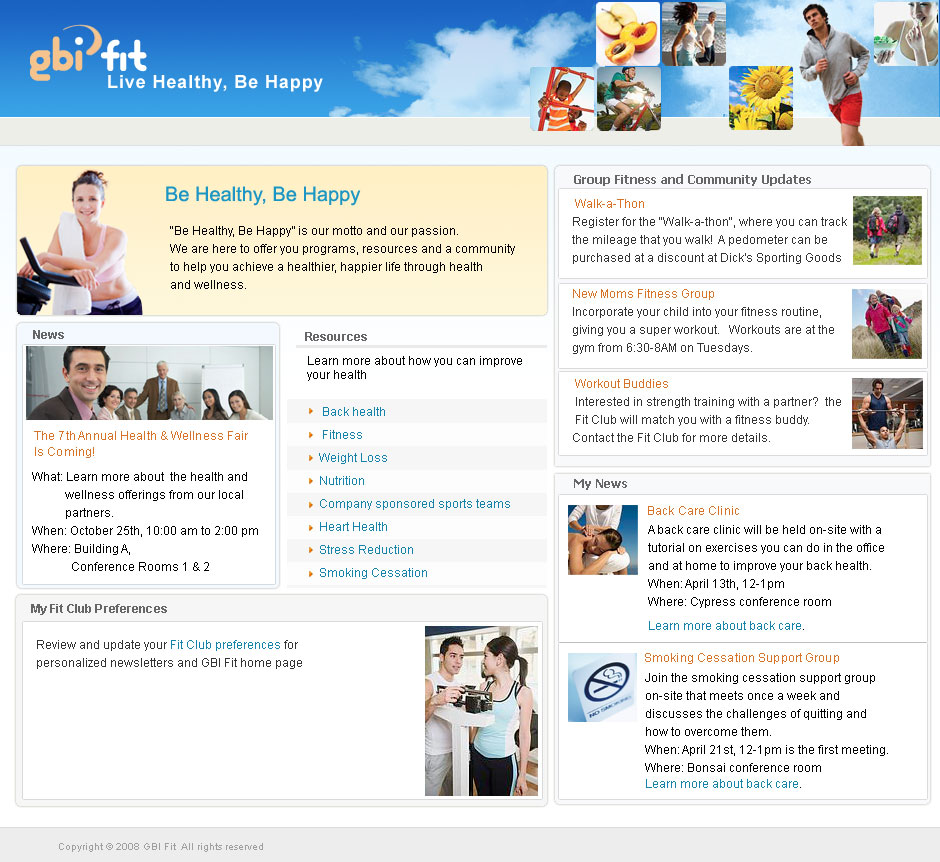 gbi fit
Live Healthy, Be Happy
Be Healthy, Be Happy
"Be Healthy, Be Happy" is our motto and our passion.
We are here to offer you programs, resources and a community
to help you achieve a healthier, happier life through health
and wellness.
News
The 7th Annual Health & Wellness Fair
Is Coming!
What: Learn more about the health and
wellness offerings from our local
partners.
When: October 25th, 10:00 am to 2:00 pm
Where: Building A,
Conference Rooms 1 & 2
Resources
Learn more about how you can improve
your health
Back health
Fitness
Weight Loss
Nutrition
Company sponsored sports teams
Heart Health
Stress Reduction
Smoking Cessation
My Fit Club Preferences
Review and update your Fit Club preferences for
personalized newsletters and GBI Fit home page
Group Fitness and Community Updates
Walk-a-Thon
Register for the "Walk-a-thon", where you can track
the mileage that you walk! A pedometer can be
purchased at a discount at Dick's Sporting Goods
New Moms Fitness Group
Incorporate your child into your fitness routine,
giving you a super workout. Workouts are at the
gym from 6:30-8AM on Tuesdays.
Workout Buddies
Interested in strength training with a partner? the
Fit Club will match you with a fitness buddy.
Contact the Fit Club for more details.
My News
Back Care Clinic
A back care clinic will be held on-site with a
tutorial on exercises you can do in the office
and at home to improve your back health.
When: April 13th, 12-1pm
Where: Cypress conference room
Learn more about back care.
NO SMOKING
Smoking Cessation Support Group
Join the smoking cessation support group
on-site that meets once a week and
discusses the challenges of quitting and
how to overcome them.
When: April 21st, 12-1pm is the first meeting.
Where: Bonsai conference room
Learn more about back care.
Copyright © 2008 GBI Fit. All rights reserved